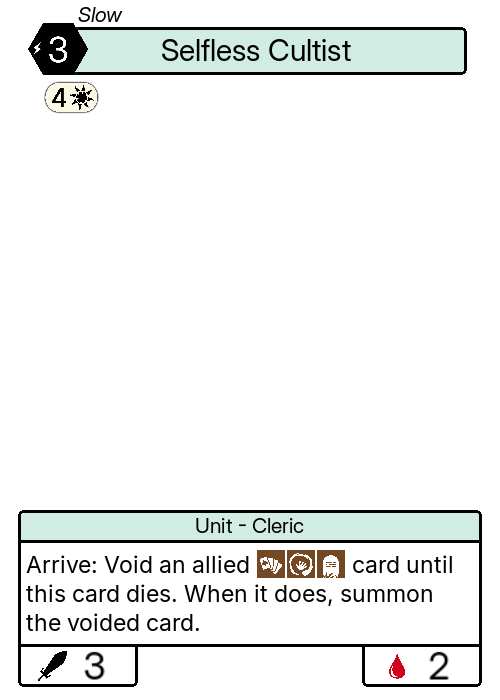 Slow
3
Selfless Cultist
4
Unit - Cleric
Arrive: Void an allied card until
this card dies. When it does, summon
the voided card.
3
2